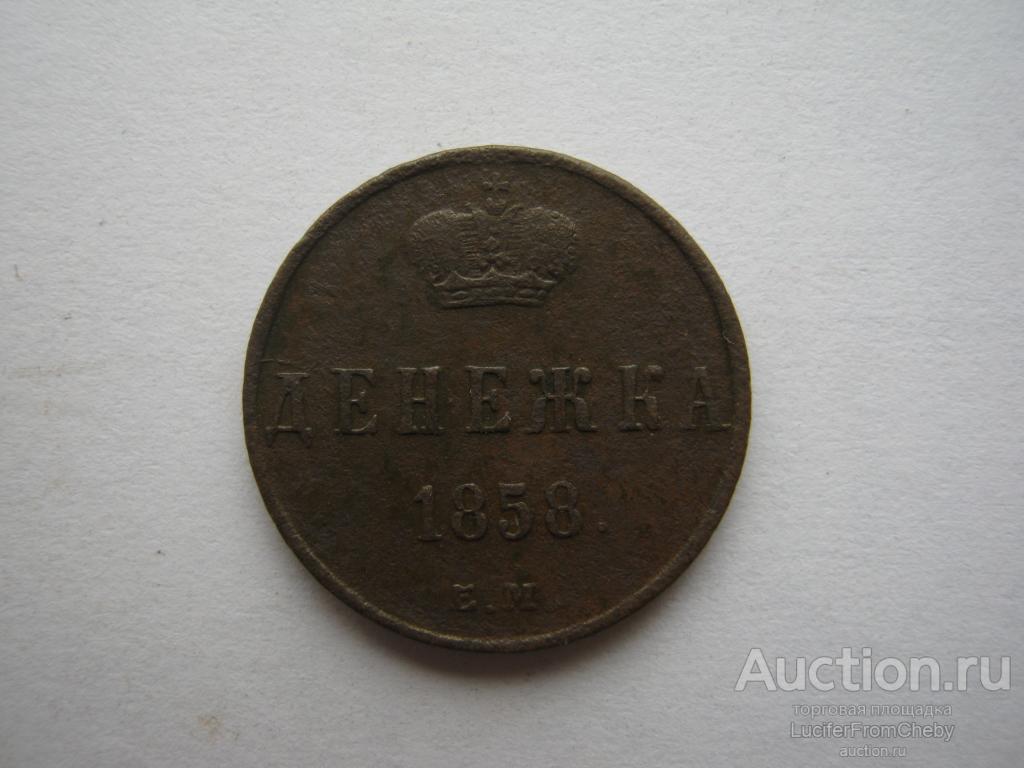 ДЕНЕЖКА
1858.
Е.М
Auction.ru
торговая площадка
LuciferFromCheby
auction.ru